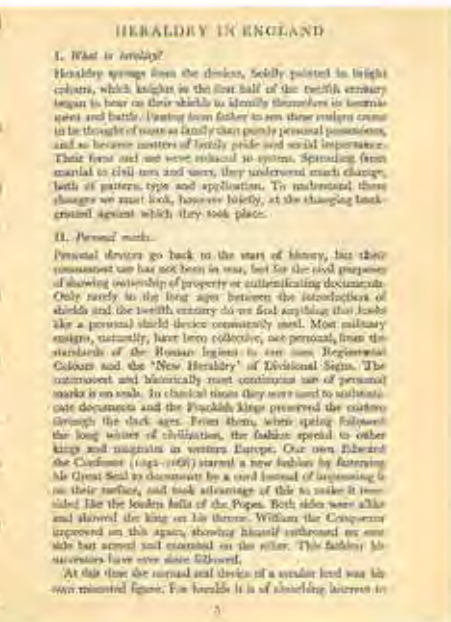 HERALDRY IN ENGLAND
I. What is heraldry?
Heraldry springs from the devices, boldly painted in bright
colours, which knights in the first half of the twelfth century
began to bear on their shields to identify themselves in tourna-
ment and battle. Passing from father to son these ensigns came
to be thought of more as family than purely personal possessions,
and so became matters of family pride and social importance.
Their form and use were reduced to system. Spreading from
martial to civil uses and users, they underwent much change,
both of pattern, type and application. To understand these
changes we must look, however briefly, at the changing back-
ground against which they took place.
II. Personal marks.
Personal devices go back to the start of history, but their
commonest use has not been in war, but for the civil purposes
of showing ownership of property or authenticating documents.
Only rarely in the long ages between the introduction of
shields and the twelfth century do we find anything that looks
like a personal shield device consistently used. Most military
ensigns, naturally, have been collective, not personal, from the
standards of the Roman legions to our own Regimental
Colours and the 'New Heraldry' of Divisional Signs. The
commonest and historically most continuous use of personal
marks is on seals. In classical times they were used to authenti-
cate documents and the Frankish kings preserved the custom
through the dark ages. From them, when spring followed
the long winter of civilization, the fashion spread to other
kings and magnates in western Europe. Our own Edward
the Confessor (1042-1066) started a new fashion by fastening
his Great Seal to documents by a cord instead of impressing it
on their surface, and took advantage of this to make it two-
sided like the leaden bulla of the Popes. Both sides were alike
and showed the king on his throne. William the Conqueror
improved on this again, showing himself enthroned on one
side but armed and mounted on the other. This fashion his
successors have ever since followed.
At this time the normal seal device of a secular lord was his
own mounted figure. For heralds it is of absorbing interest to
5